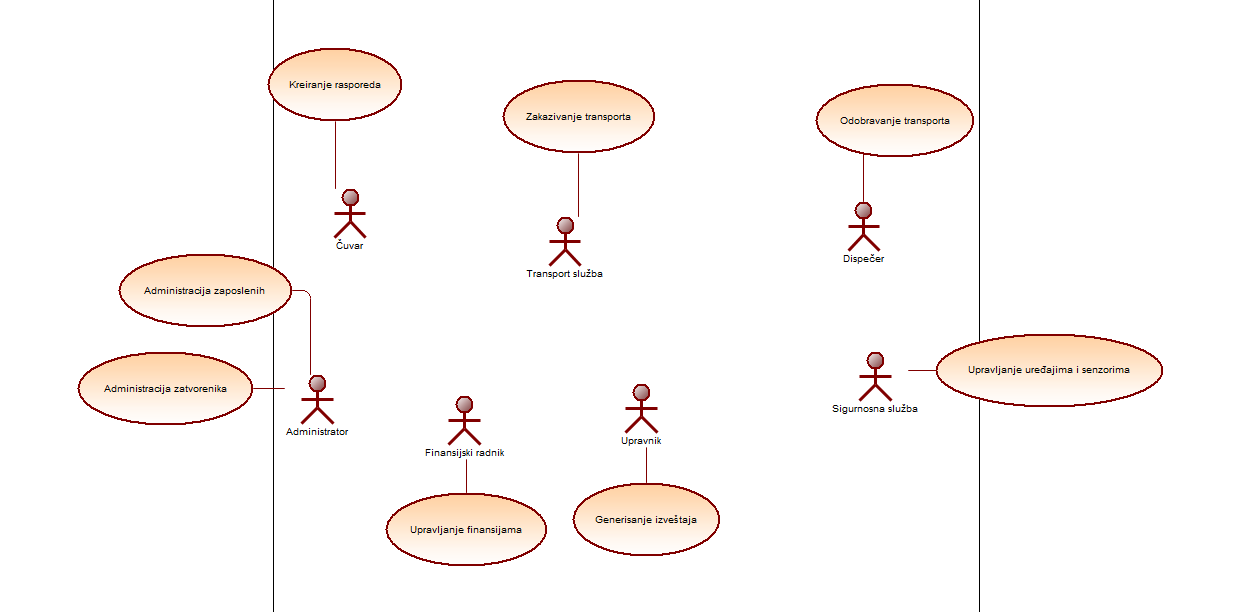 Kreiranje rasporeda
Zakazivanje transporta
Odobravanje transporta
Čuvar
Transport služba
Dispečer
Administracija zaposlenih
Administracija zatvorenika
Administrator
Finansijski radnik
Upravnik
Sigurnosna služba
Upravljanje uređajima i senzorima
Upravljanje finansijama
Generisanje izveštaja